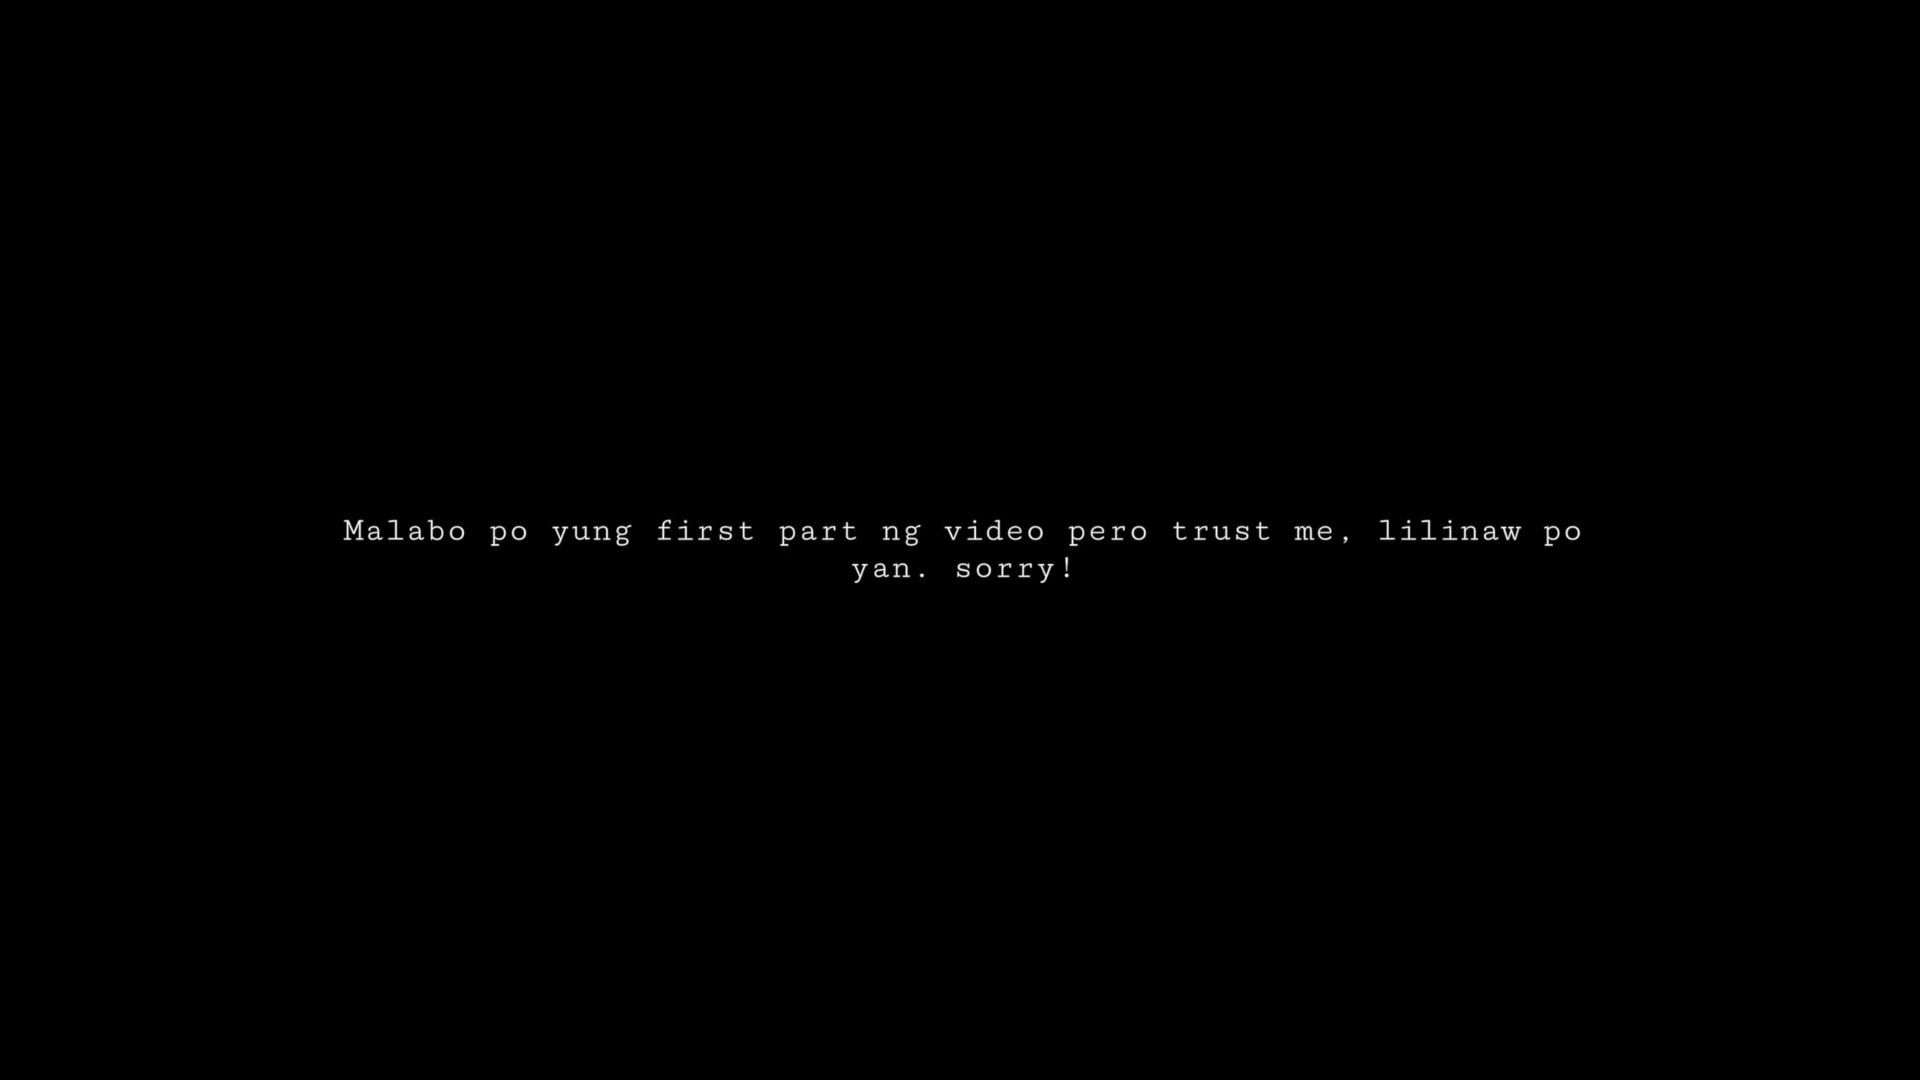 Malabo po yung first part ng video pero trust me, lilinaw po
yan. sorry!